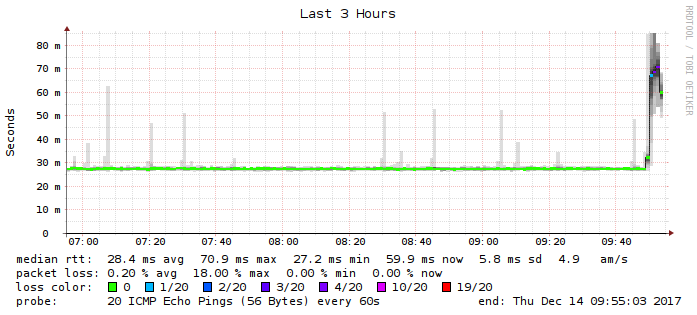 Last 3 Hours
RRDTOOL / TOBI OETIKER
Seconds
80 m
70 m
60 m
50 m
40 m
30 m
20 m
10 m
0
07:00 07:20 07:40 08:00 08:20 08:40 09:00 09:20 09:40
median rtt: 28.4 ms avg 70.9 ms max 27.2 ms min 59.9 ms now 5.8 ms sd 4.9 am/s
packet loss: 0.20 % avg 18.00 % max 0.00 % min 0.00 % now
loss color: 0 1/20 2/20 3/20 4/20 10/20 19/20
probe: 20 ICMP Echo Pings (56 Bytes) every 60s end: Thu Dec 14 09:55:03 2017